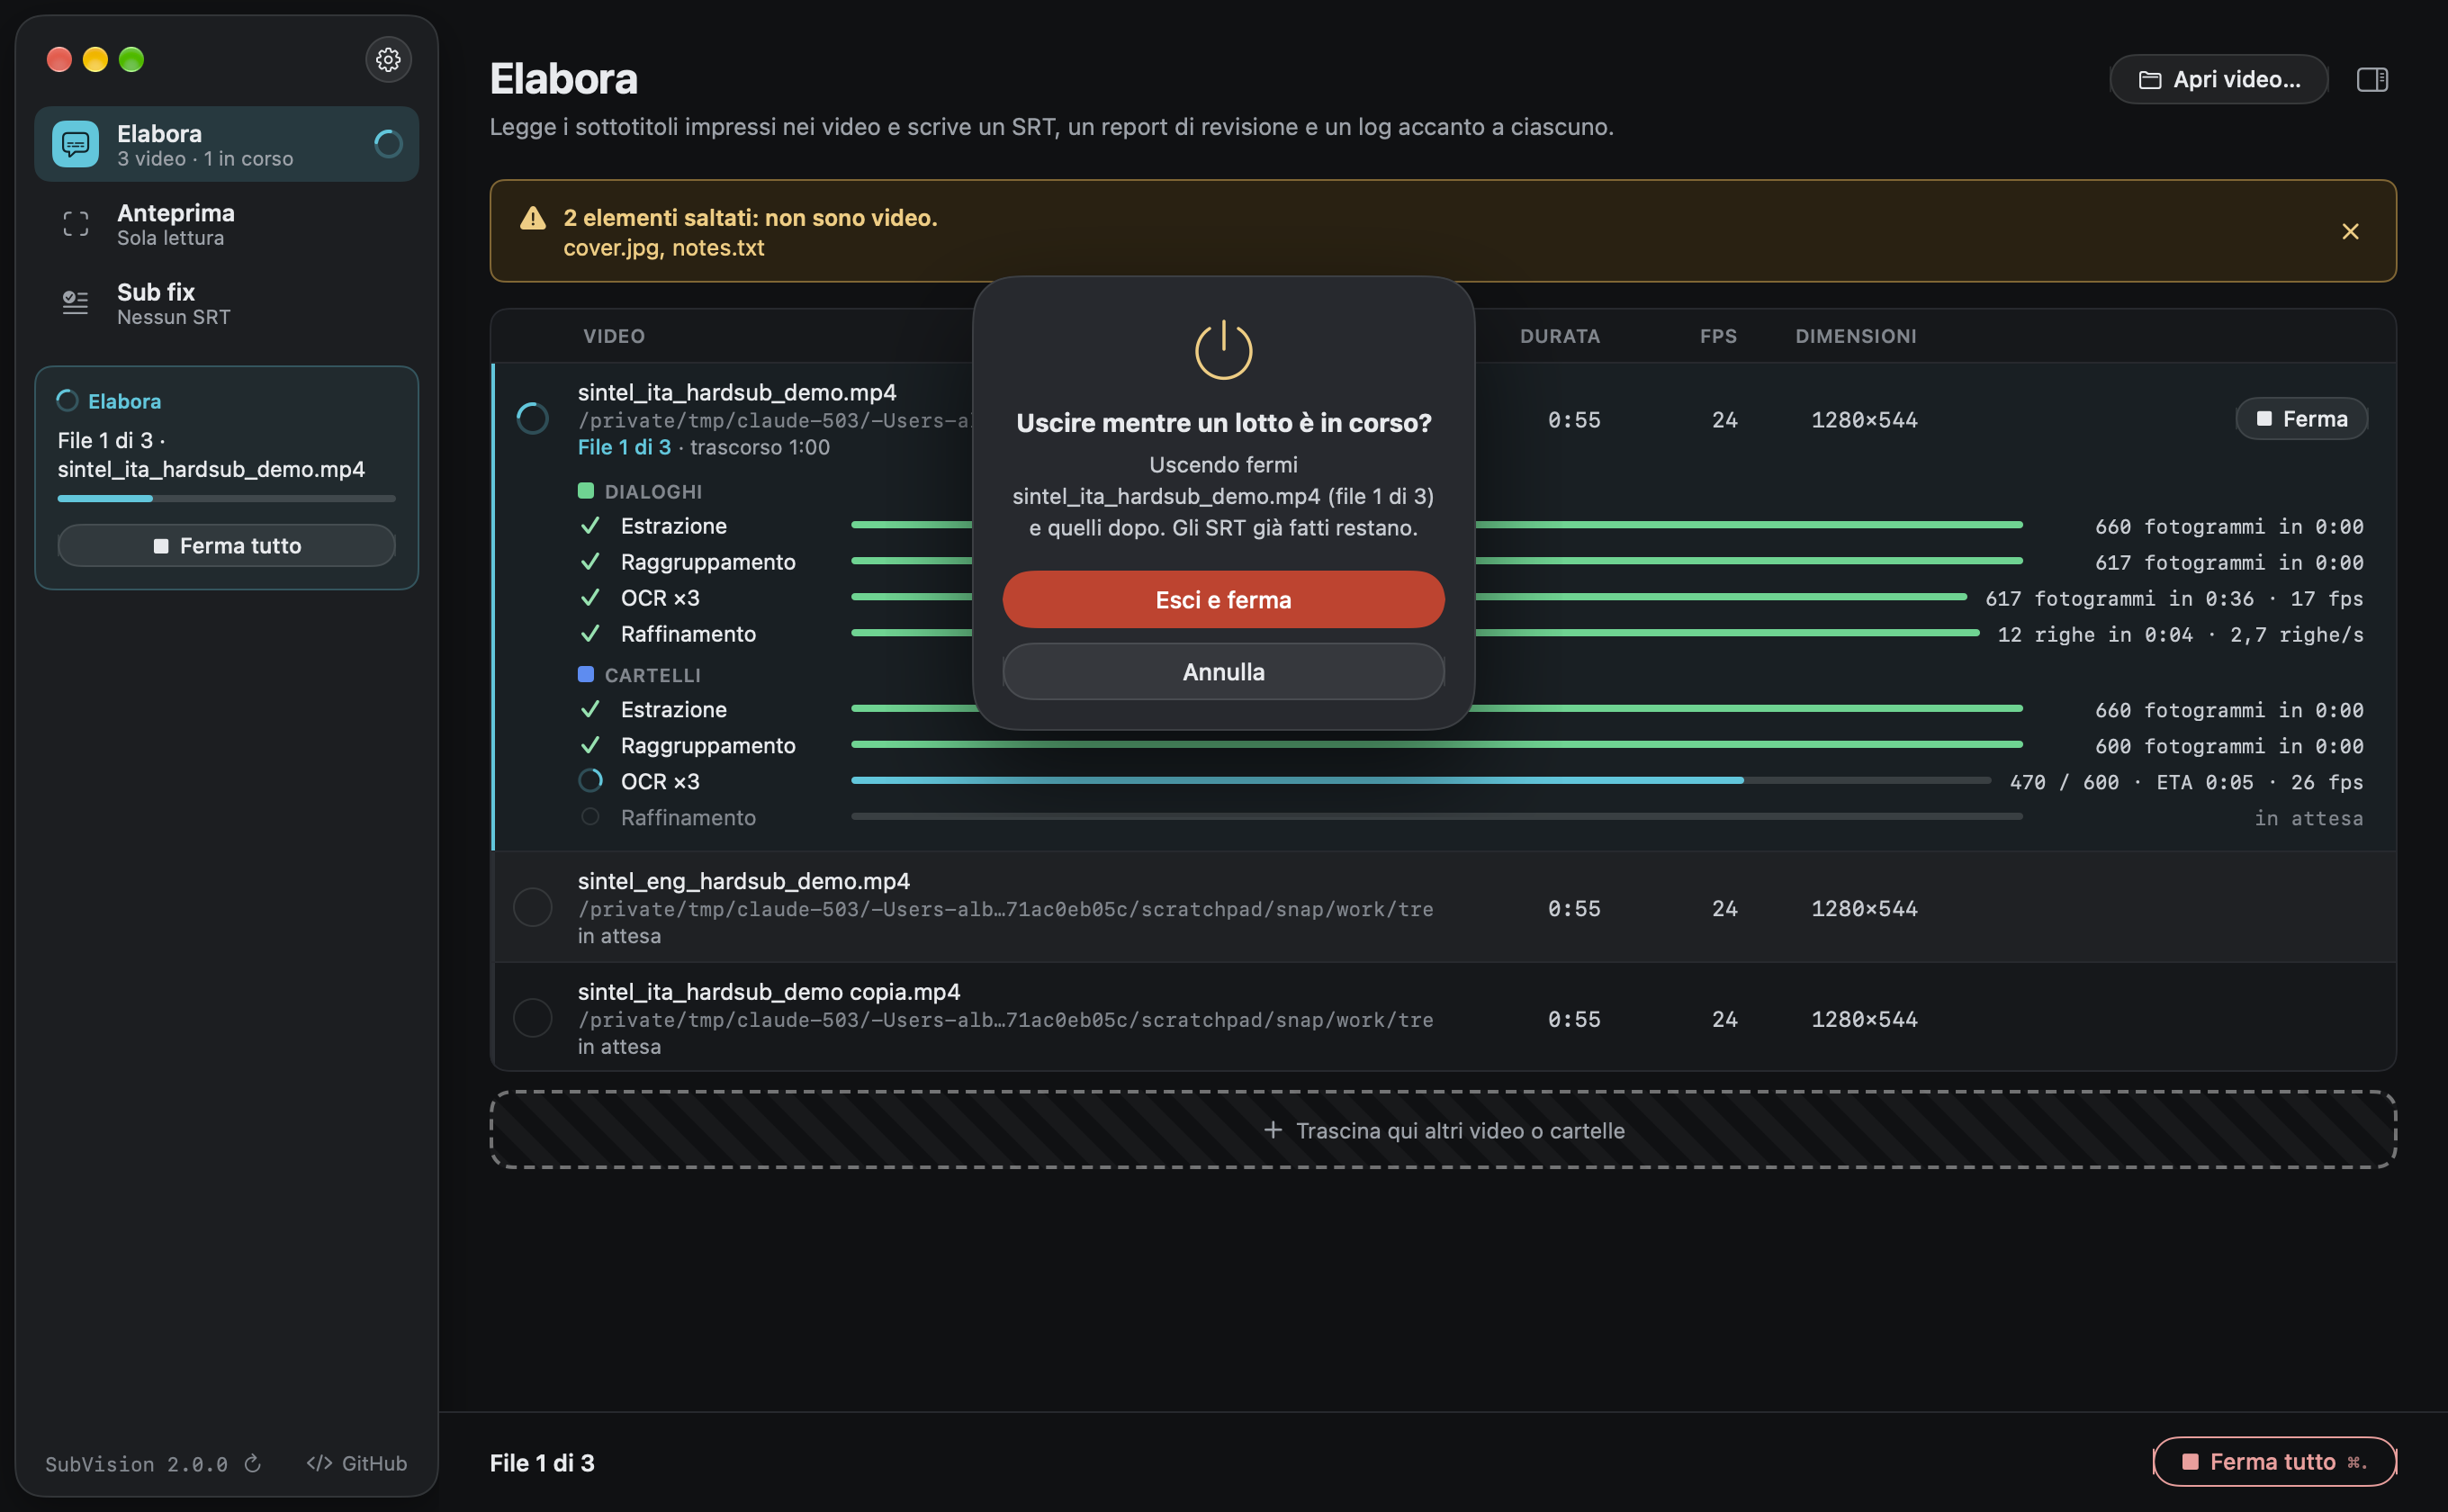 Elabora
3 video · 1 in corso
Anteprima
Sola lettura
Sub fix
Nessun SRT
Elabora
File 1 di 3 ·
sintel_ita_hardsub_demo.mp4
Ferma tutto
SubVision 2.0.0
</> GitHub
Elabora
Apri video...
Legge i sottotitoli impressi nei video e scrive un SRT, un report di revisione e un log accanto a ciascuno.
2 elementi saltati: non sono video.
cover.jpg, notes.txt
VIDEO DURATA FPS DIMENSIONI
sintel_ita_hardsub_demo.mp4
/private/tmp/claude-503/-Users-a
0:55 24 1280×544 Ferma
File 1 di 3 · trascorso 1:00
DIALOGHI
Estrazione 660 fotogrammi in 0:00
Raggruppamento 617 fotogrammi in 0:00
OCR ×3 617 fotogrammi in 0:36 · 17 fps
Raffinamento 12 righe in 0:04 · 2,7 righe/s
CARTELLI
Estrazione 660 fotogrammi in 0:00
Raggruppamento 600 fotogrammi in 0:00
OCR ×3 470 / 600 · ETA 0:05 · 26 fps
Raffinamento in attesa
sintel_eng_hardsub_demo.mp4
/private/tmp/claude-503/-Users-alb…71ac0eb05c/scratchpad/snap/work/tre 0:55 24 1280×544
in attesa
sintel_ita_hardsub_demo copia.mp4
/private/tmp/claude-503/-Users-alb…71ac0eb05c/scratchpad/snap/work/tre 0:55 24 1280×544
in attesa
+ Trascina qui altri video o cartelle
File 1 di 3
Ferma tutto ⌘.
Uscire mentre un lotto è in corso?
Uscendo fermi
sintel_ita_hardsub_demo.mp4 (file 1 di 3)
e quelli dopo. Gli SRT già fatti restano.
Esci e ferma
Annulla